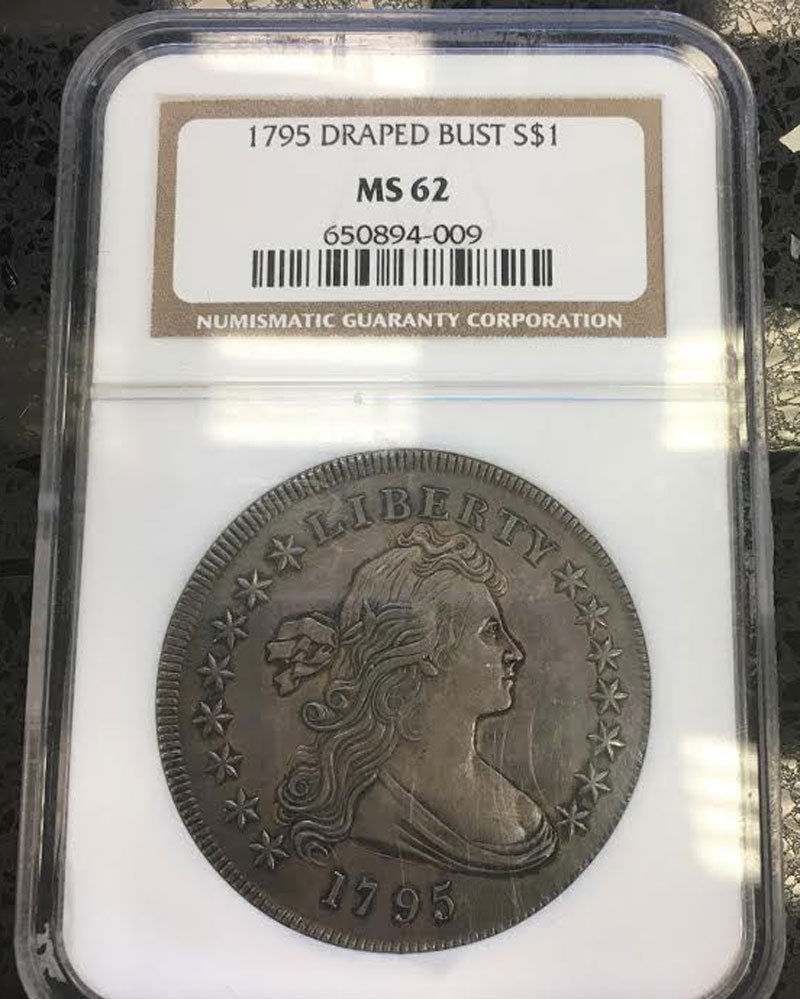 1795 DRAPED BUST S$1
MS 62
650894-009
NUMISMATIC GUARANTY CORPORATION
LIBERTY
1795